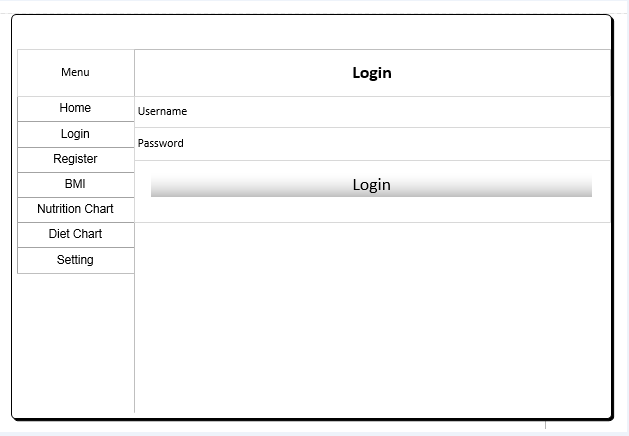 Menu
Login
Home
Username
Login
Password
Register
BMI
Login
Nutrition Chart
Diet Chart
Setting